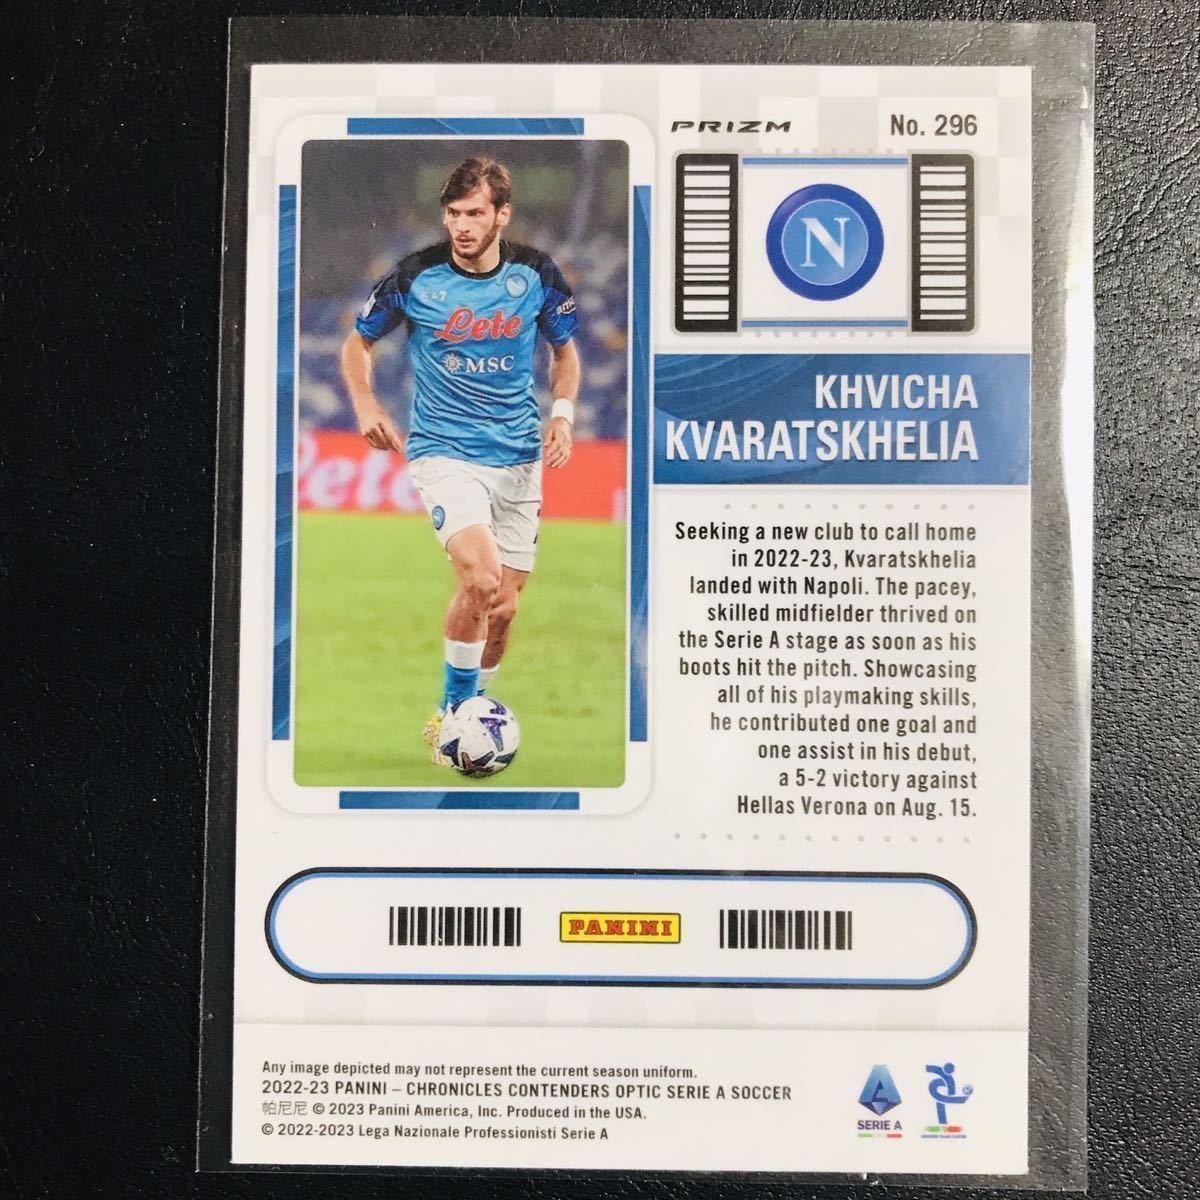 PRIZM
No. 296
N
EA7
Lete
MSC
Lete
KHVICHA
KVARATSKHELIA
Seeking a new club to call home
in 2022-23, Kvaratskhelia
landed with Napoli. The pacey,
skilled midfielder thrived on
the Serie A stage as soon as his
boots hit the pitch. Showcasing
all of his playmaking skills,
he contributed one goal and
one assist in his debut,
a 5-2 victory against
Hellas Verona on Aug. 15.
PANINI
Any image depicted may not represent the current season uniform.
2022-23 PANINI – CHRONICLES CONTENDERS OPTIC SERIE A SOCCER
帕尼尼 © 2023 Panini America, Inc. Produced in the USA.
© 2022-2023 Lega Nazionale Professionisti Serie A
SERIE A